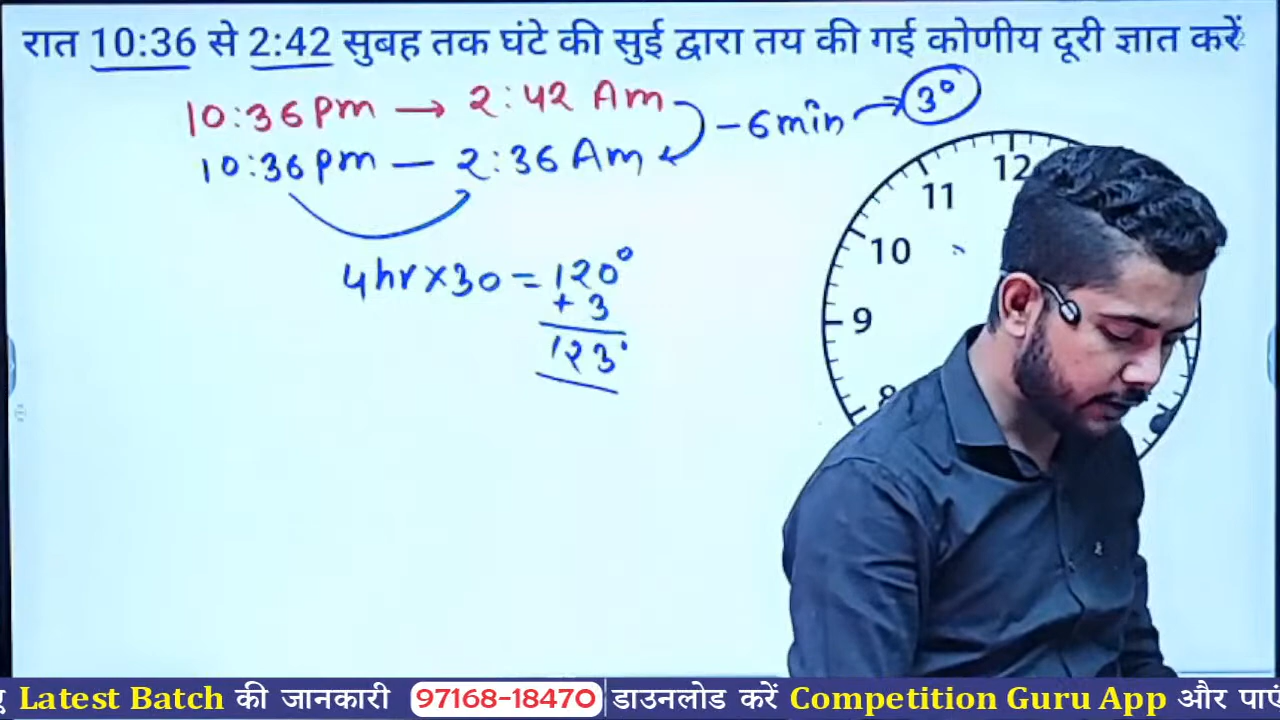 रात 10:36 से 2:42 सुबह तक घंटे की सुई द्वारा तय की गई कोणीय दूरी ज्ञात करें
10:36 pm → 2:42 Am
10:36 pm — 2:36 Am
-6 min → 3°
4 hr × 30 = 120°
+ 3
123°
12
11
10
9
8
Latest Batch की जानकारी 97168-18470 डाउनलोड करें Competition Guru App और पाएं